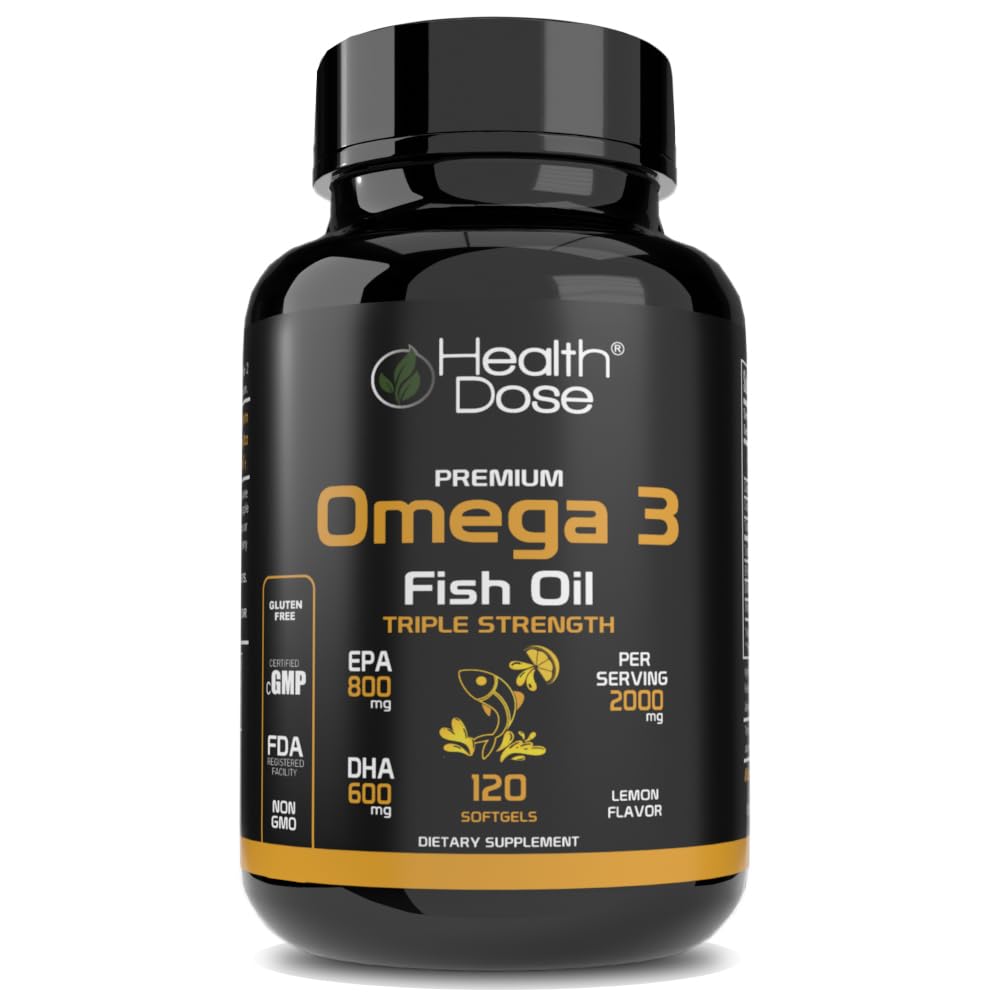 Health®
Dose
PREMIUM
Omega 3
Fish Oil
TRIPLE STRENGTH
EPA
800
mg
DHA
600
mg
PER
SERVING
2000
mg
LEMON
FLAVOR
120
SOFTGELS
DIETARY SUPPLEMENT
GLUTEN
FREE
CERTIFIED
cGMP
FDA
REGISTERED
FACILITY
NON
GMO